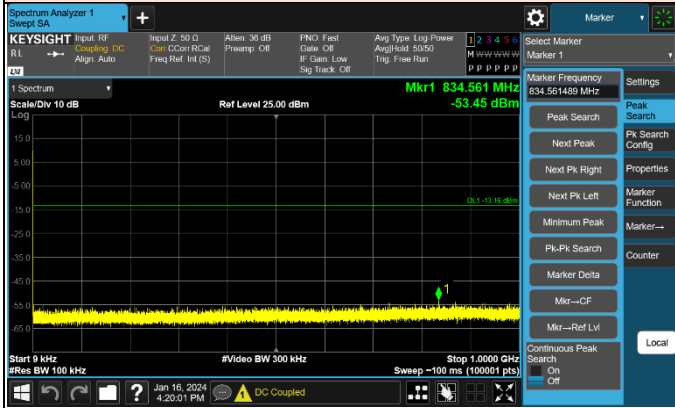 Spectrum Analyzer 1
Swept SA
+
Marker
KEYSIGHT
R L
LXI
Input: RF
Coupling: DC
Align: Auto
Input Z: 50 Ω
Corr CCorr RCal
Freq Ref: Int (S)
Atten: 36 dB
Preamp: Off
PNO: Fast
Gate: Off
IF Gain: Low
Sig Track: Off
Avg Type: Log-Power
Avg|Hold: 50/50
Trig: Free Run
1 2 3 4 5 6
M W W W W W
P P P P P P
Select Marker
Marker 1
1 Spectrum
Scale/Div 10 dB
Log
Ref Level 25.00 dBm
Mkr1 834.561 MHz
-53.45 dBm
15.0
5.00
-5.00
-15.0
-25.0
-35.0
-45.0
-55.0
-65.0
DL1 -13.16 dBm
1
Start 9 kHz
#Res BW 100 kHz
#Video BW 300 kHz
Stop 1.0000 GHz
Sweep ~100 ms (100001 pts)
Marker Frequency
834.561489 MHz
Peak Search
Next Peak
Next Pk Right
Next Pk Left
Minimum Peak
Pk-Pk Search
Marker Delta
Mkr→CF
Mkr→Ref Lvl
Continuous Peak
Search
On
Off
Settings
Peak
Search
Pk Search
Config
Properties
Marker
Function
Marker→
Counter
Local
?
Jan 16, 2024
4:20:01 PM
DC Coupled